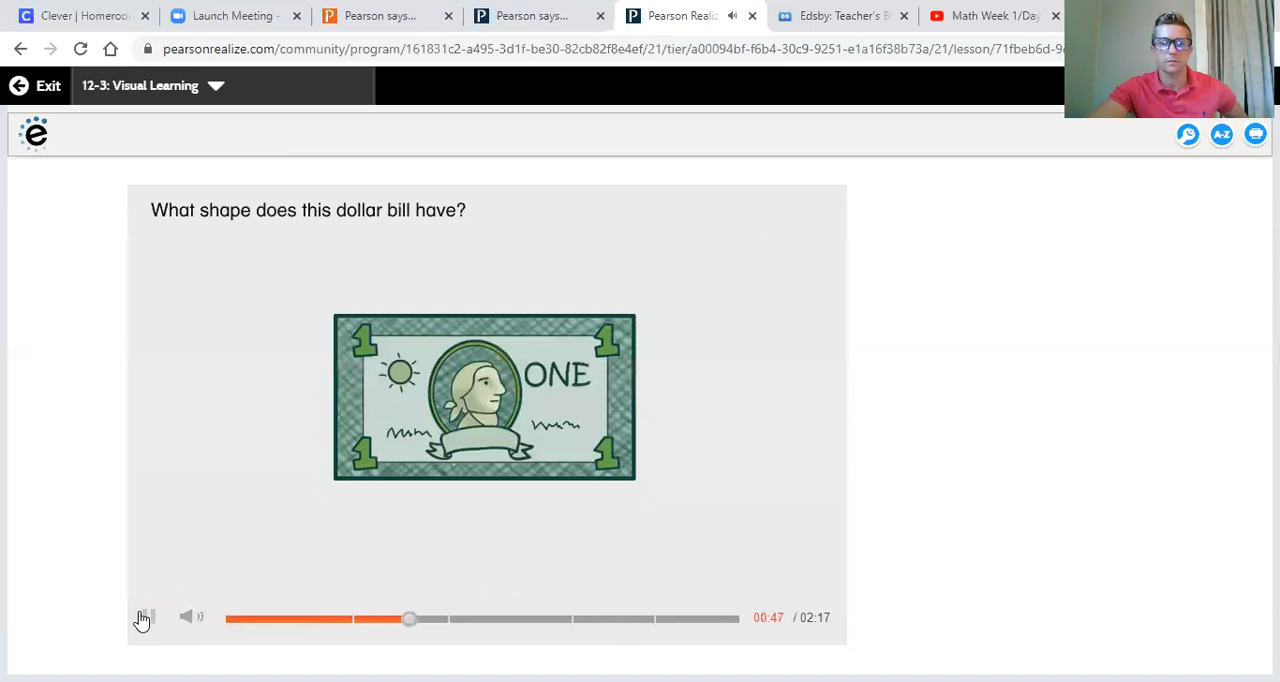 Clever | Homeroo
Launch Meeting -
Pearson says...
Pearson says...
Pearson Realiz
Edsby: Teacher's B
Math Week 1/Day
pearsonrealize.com/community/program/161831c2-a495-3d1f-be30-82cb82f8e4ef/21/tier/a00094bf-f6b4-30c9-9251-e1a16f38b73a/21/lesson/71fbeb6d-9
Exit
12-3: Visual Learning
e
A-Z
What shape does this dollar bill have?
1 1
ONE
1 1
00:47 / 02:17